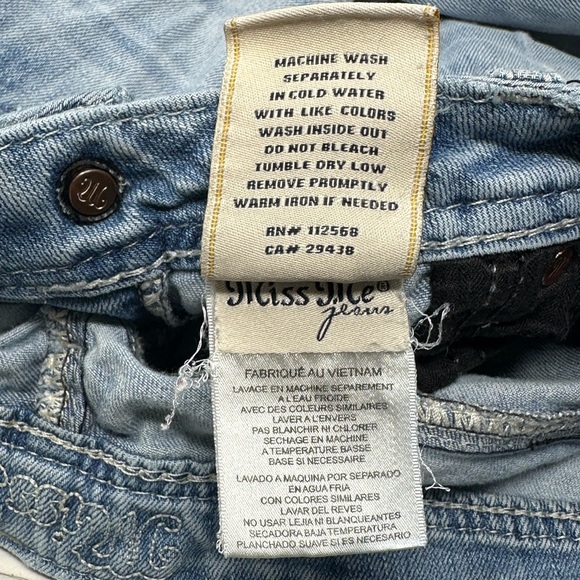 MACHINE WASH
SEPARATELY
IN COLD WATER
WITH LIKE COLORS
WASH INSIDE OUT
DO NOT BLEACH
TUMBLE DRY LOW
REMOVE PROMPTLY
WARM IRON IF NEEDED
RN# 112568
CA# 29438
Miss Me®
jeans
FABRIQUÉ AU VIETNAM
LAVAGE EN MACHINE SEPAREMENT
A L'EAU FROIDE
AVEC DES COULEURS SIMILAIRES
LAVER A L'ENVERS
PAS BLANCHIR NI CHLORER
SECHAGE EN MACHINE
A TEMPERATURE BASSE
BASE SI NECESSAIRE
LAVADO A MAQUINA POR SEPARADO
EN AGUA FRIA
CON COLORES SIMILARES
LAVAR DEL REVES
NO USAR LEJIA NI BLANQUEANTES
SECADORA BAJA TEMPERATURE
PLANCHADO SUAVE SI ES NECESARIO
M